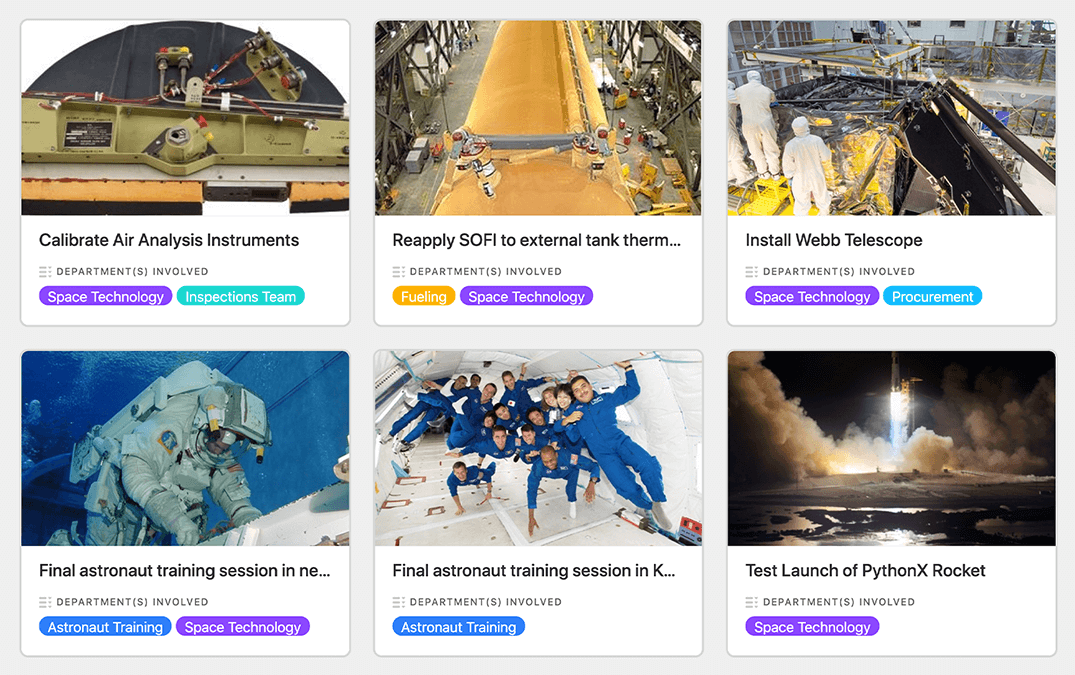 Calibrate Air Analysis Instruments
DEPARTMENT(S) INVOLVED
Space Technology Inspections Team
Reapply SOFI to external tank therm...
DEPARTMENT(S) INVOLVED
Fueling Space Technology
Install Webb Telescope
DEPARTMENT(S) INVOLVED
Space Technology Procurement
Final astronaut training session in ne...
DEPARTMENT(S) INVOLVED
Astronaut Training Space Technology
Final astronaut training session in K...
DEPARTMENT(S) INVOLVED
Astronaut Training
Test Launch of PythonX Rocket
DEPARTMENT(S) INVOLVED
Space Technology